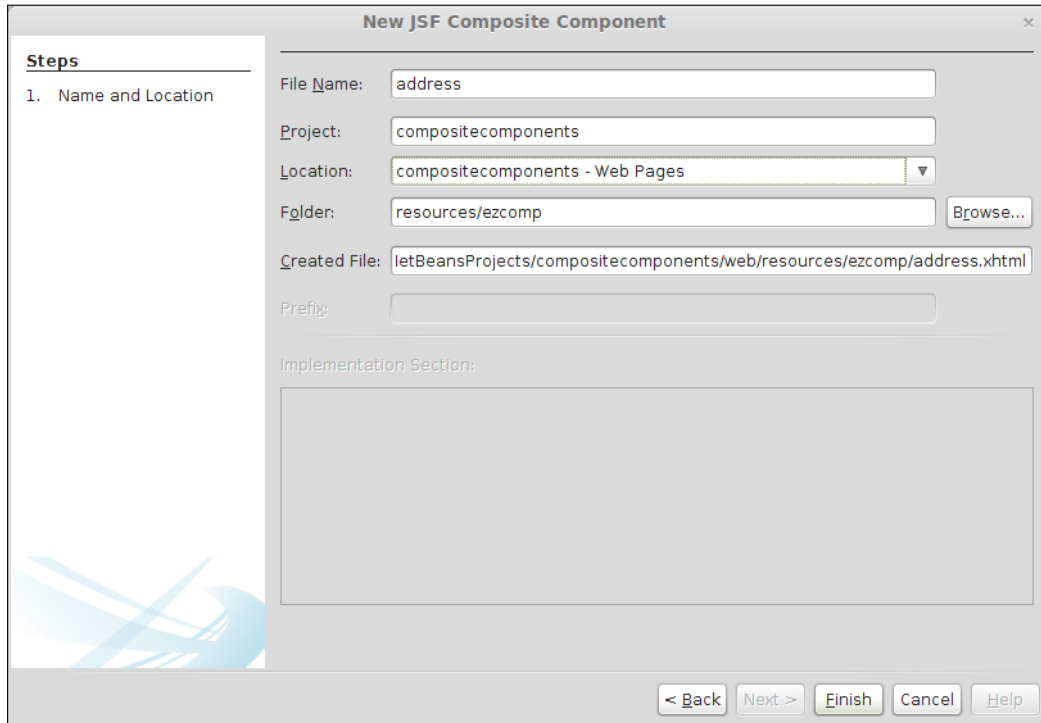 New JSF Composite Component
Steps
1. Name and Location
File Name: address
Project: compositecomponents
Location: compositecomponents - Web Pages
Folder: resources/ezcomp Browse...
Created File: letBeansProjects/compositecomponents/web/resources/ezcomp/address.xhtml
Prefix:
Implementation Section:
< Back Next > Finish Cancel Help